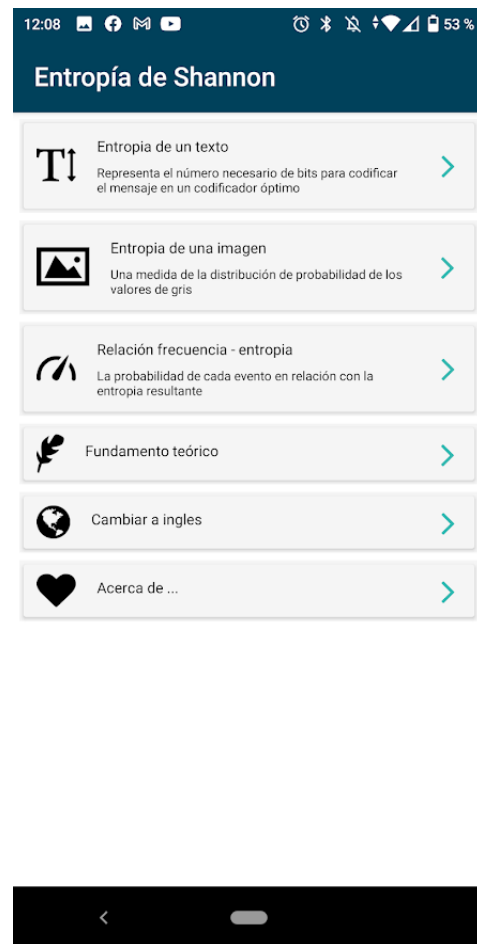 12:08 53 %
Entropía de Shannon
Entropia de un texto
Representa el número necesario de bits para codificar
el mensaje en un codificador óptimo
Entropia de una imagen
Una medida de la distribución de probabilidad de los
valores de gris
Relación frecuencia - entropia
La probabilidad de cada evento en relación con la
entropia resultante
Fundamento teórico
Cambiar a ingles
Acerca de ...